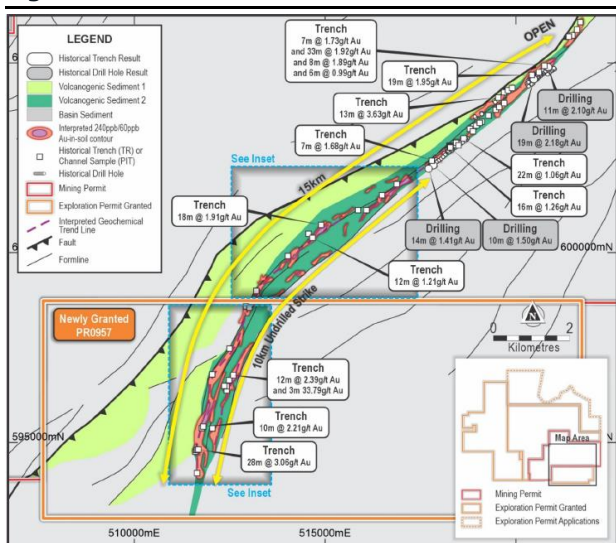 LEGEND
Historical Trench Result
Historical Drill Hole Result
Volcanogenic Sediment 1
Volcanogenic Sediment 2
Basin Sediment
Interpreted 240ppb/60ppb
Au-in-soil contour
Historical Trench (TR) or
Channel Sample (PIT)
Historical Drill Hole
Mining Permit
Exploration Permit Granted
Interpreted Geochemical
Trend Line
Fault
Formline
Trench
7m @ 1.73g/t Au
and 33m @ 1.92g/t Au
and 8m @ 1.89g/t Au
and 6m @ 0.99g/t Au
OPEN
Trench
19m @ 1.95g/t Au
Trench
13m @ 3.63g/t Au
Trench
7m @ 1.68g/t Au
Drilling
11m @ 2.10g/t Au
Drilling
19m @ 2.18g/t Au
Trench
22m @ 1.06g/t Au
Trench
16m @ 1.26g/t Au
See Inset
15km
Trench
18m @ 1.91g/t Au
Drilling
14m @ 1.41g/t Au
Drilling
10m @ 1.50g/t Au
Trench
12m @ 1.21g/t Au
600000mN
Newly Granted
PR0957
10km Undrilled Strike
N
0 2
Kilometres
Trench
12m @ 2.39g/t Au
and 3m 33.79g/t Au
Trench
10m @ 2.21g/t Au
Trench
28m @ 3.06g/t Au
595000mN
See Inset
Map Area
Mining Permit
Exploration Permit Granted
Exploration Permit Applications
510000mE
515000mE